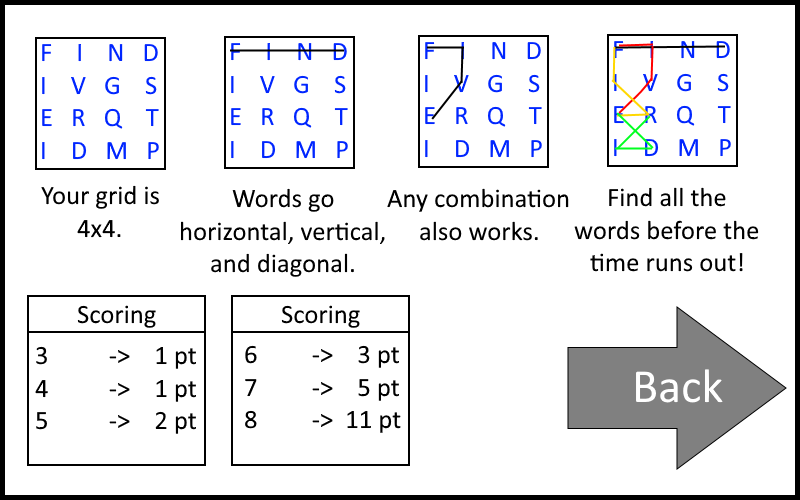 F I N D
I V G S
E R Q T
I D M P
Your grid is
4x4.
F I N D
I V G S
E R Q T
I D M P
Words go
horizontal, vertical,
and diagonal.
F I N D
I V G S
E R Q T
I D M P
Any combination
also works.
F I N D
I V G S
E R Q T
I D M P
Find all the
words before the
time runs out!
Scoring
3 -> 1 pt
4 -> 1 pt
5 -> 2 pt
Scoring
6 -> 3 pt
7 -> 5 pt
8 -> 11 pt
Back